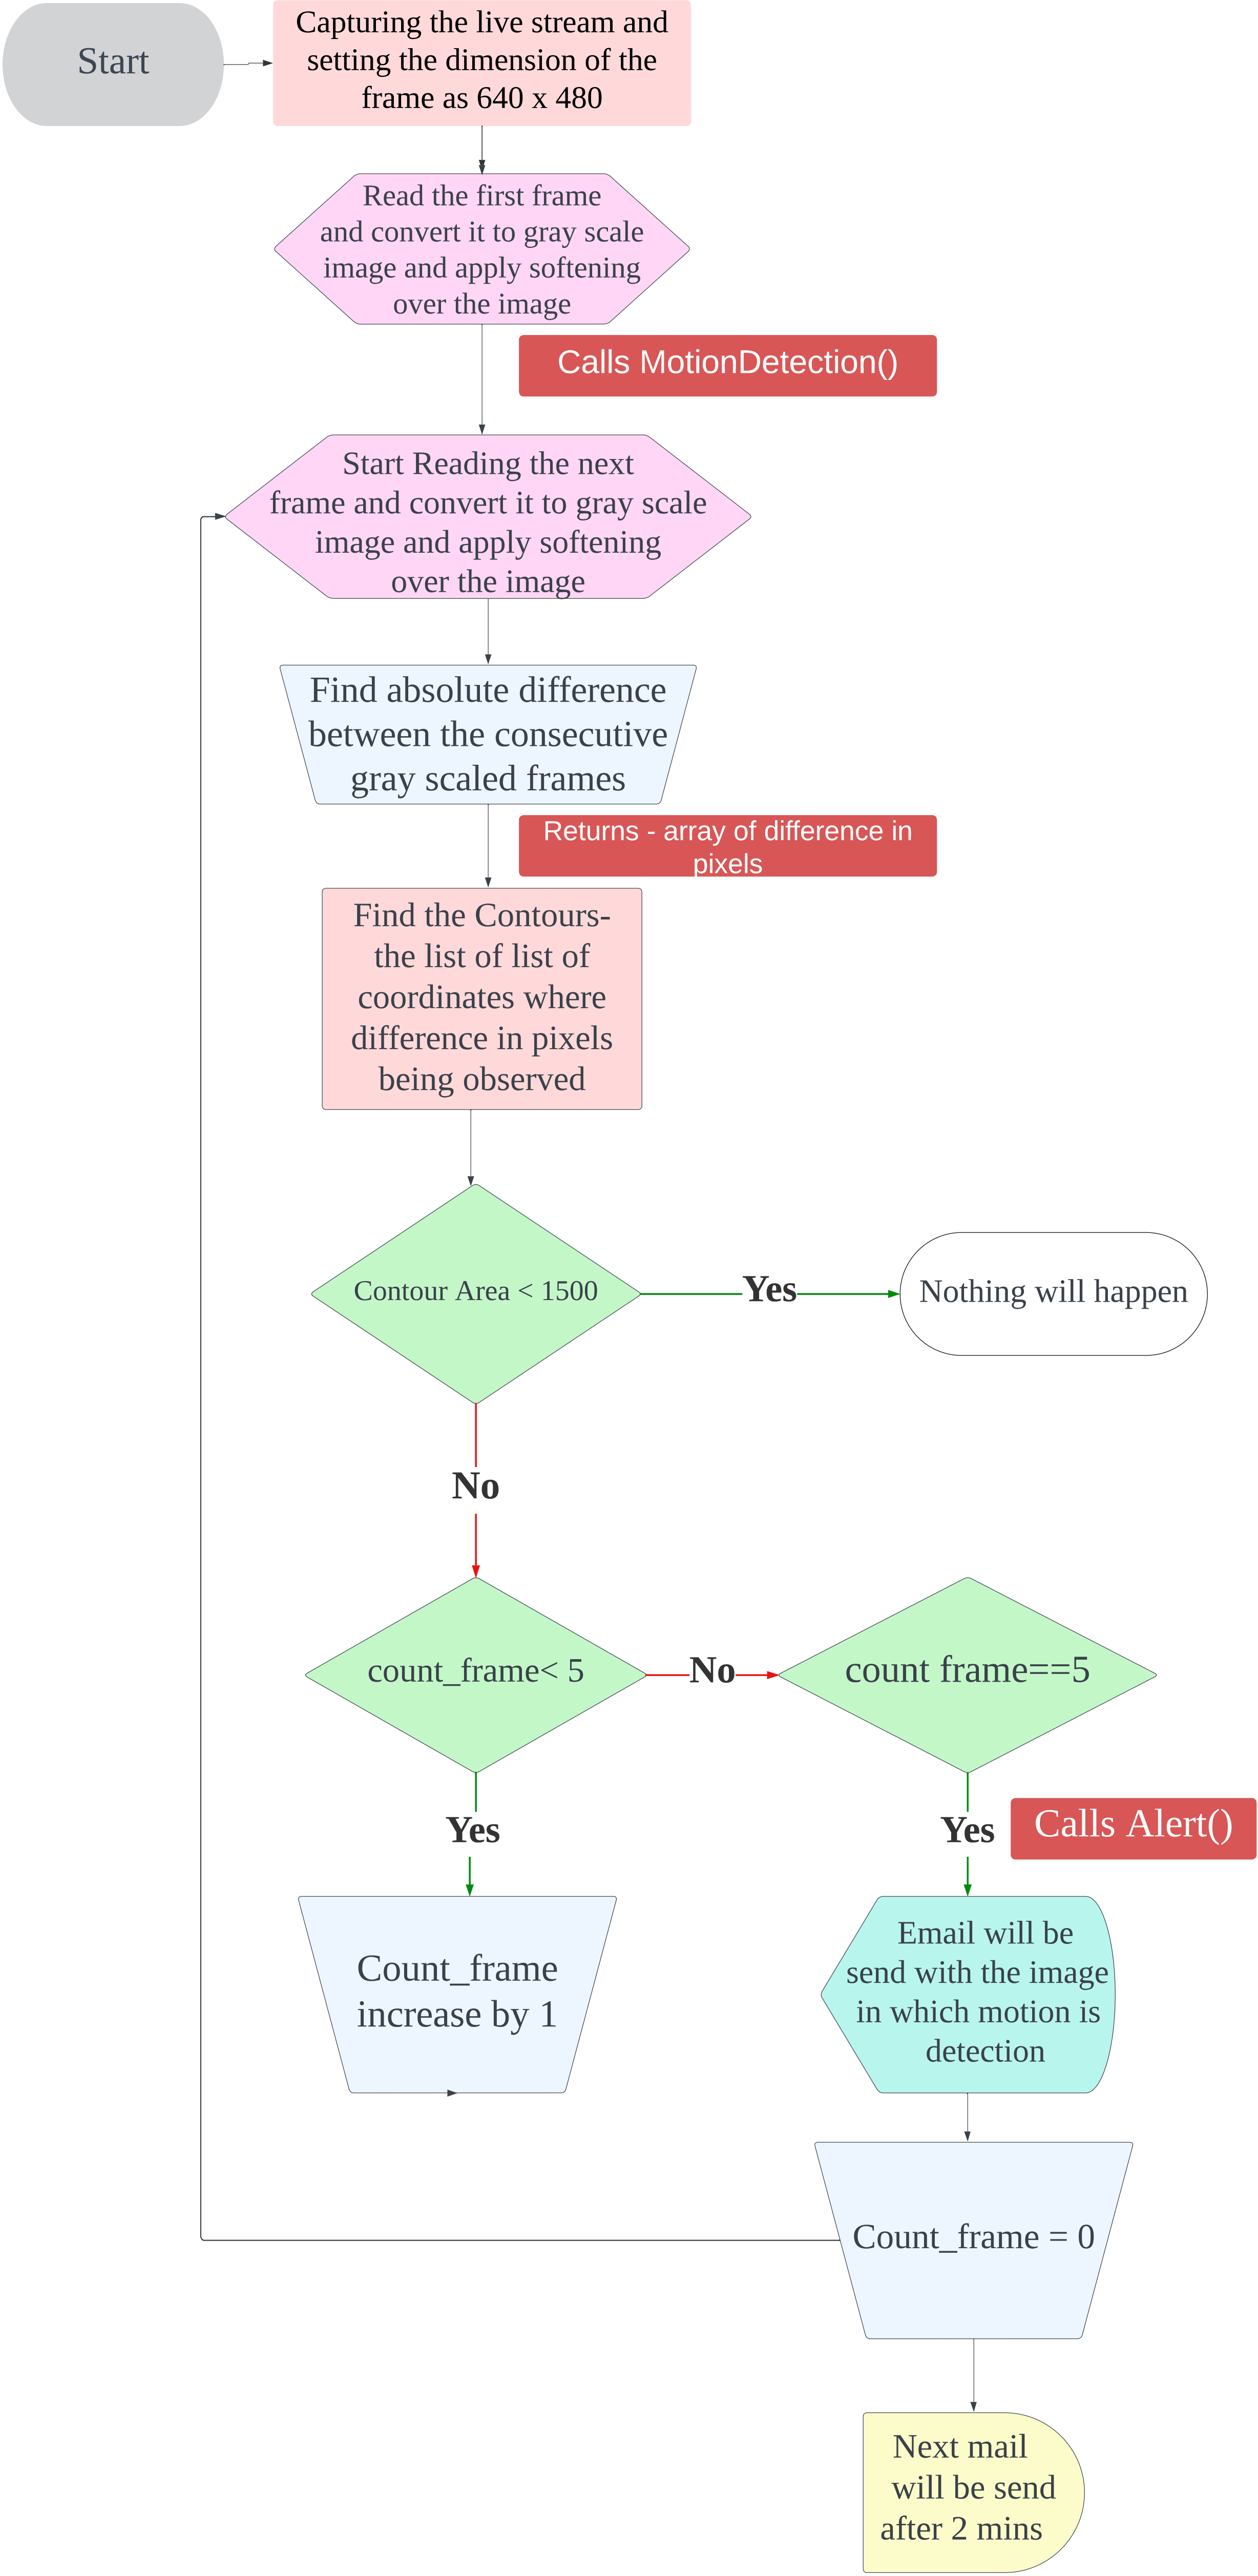 Start
Capturing the live stream and
setting the dimension of the
frame as 640 x 480
Read the first frame
and convert it to gray scale
image and apply softening
over the image
Calls MotionDetection()
Start Reading the next
frame and convert it to gray scale
image and apply softening
over the image
Find absolute difference
between the consecutive
gray scaled frames
Returns - array of difference in
pixels
Find the Contours-
the list of list of
coordinates where
difference in pixels
being observed
Contour Area < 1500
Yes
Nothing will happen
No
count_frame< 5
No
count frame==5
Yes
Yes
Calls Alert()
Count_frame
increase by 1
Email will be
send with the image
in which motion is
detection
Count_frame = 0
Next mail
will be send
after 2 mins